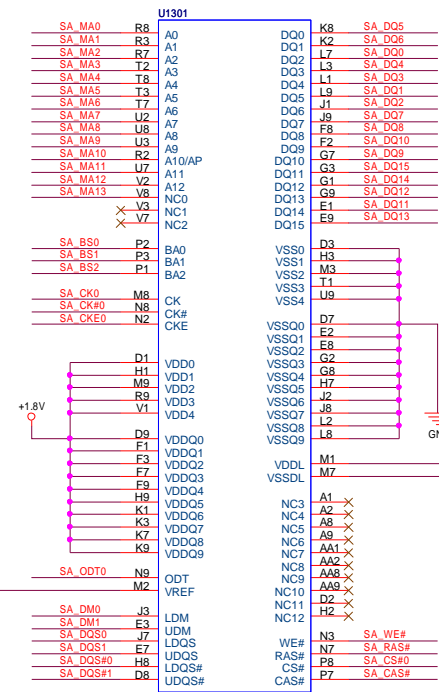 U1301
SA_MA0 R8 A0 DQ0 K8 SA_DQ5
SA_MA1 R3 A1 DQ1 K2 SA_DQ6
SA_MA2 R7 A2 DQ2 L7 SA_DQ0
SA_MA3 T2 A3 DQ3 L3 SA_DQ4
SA_MA4 T8 A4 DQ4 L1 SA_DQ3
SA_MA5 T3 A5 DQ5 L9 SA_DQ1
SA_MA6 T7 A6 DQ6 J1 SA_DQ2
SA_MA7 U2 A7 DQ7 J9 SA_DQ7
SA_MA8 U8 A8 DQ8 F8 SA_DQ8
SA_MA9 U3 A9 DQ9 F2 SA_DQ10
SA_MA10 R2 A10/AP DQ10 G7 SA_DQ9
SA_MA11 U7 A11 DQ11 G3 SA_DQ15
SA_MA12 V2 A12 DQ12 G1 SA_DQ14
SA_MA13 V8 NC0 DQ13 G9 SA_DQ12
V3 NC1 DQ14 E1 SA_DQ11
V7 NC2 DQ15 E9 SA_DQ13
SA_BS0 P2 BA0 VSS0 D3
SA_BS1 P3 BA1 VSS1 H3
SA_BS2 P1 BA2 VSS2 M3
VSS3 T1
SA_CK0 M8 CK VSS4 U9
SA_CK#0 N8 CK# VSSQ0 D7
SA_CKE0 N2 CKE VSSQ1 E2
VSSQ2 E8
D1 VDD0 VSSQ3 G2
H1 VDD1 VSSQ4 G8
M9 VDD2 VSSQ5 H7
R9 VDD3 VSSQ6 J2
+1.8V V1 VDD4 VSSQ7 J8
VSSQ8 L2
D9 VDDQ0 VSSQ9 L8 GN
F1 VDDQ1
F3 VDDQ2 VDDL M1
F7 VDDQ3 VSSDL M7
F9 VDDQ4
H9 VDDQ5 NC3 A1
K1 VDDQ6 NC4 A2
K3 VDDQ7 NC5 A8
K7 VDDQ8 NC6 A9
K9 VDDQ9 NC7 AA1
NC8 AA2
SA_ODT0 N9 ODT NC9 AA8
M2 VREF NC10 AA9
NC11 D2
SA_DM0 J3 LDM NC12 H2
SA_DM1 E3 UDM
SA_DQS0 J7 LDQS WE# N3 SA_WE#
SA_DQS1 E7 UDQS RAS# N7 SA_RAS#
SA_DQS#0 H8 LDQS# CS# P8 SA_CS#0
SA_DQS#1 D8 UDQS# CAS# P7 SA_CAS#